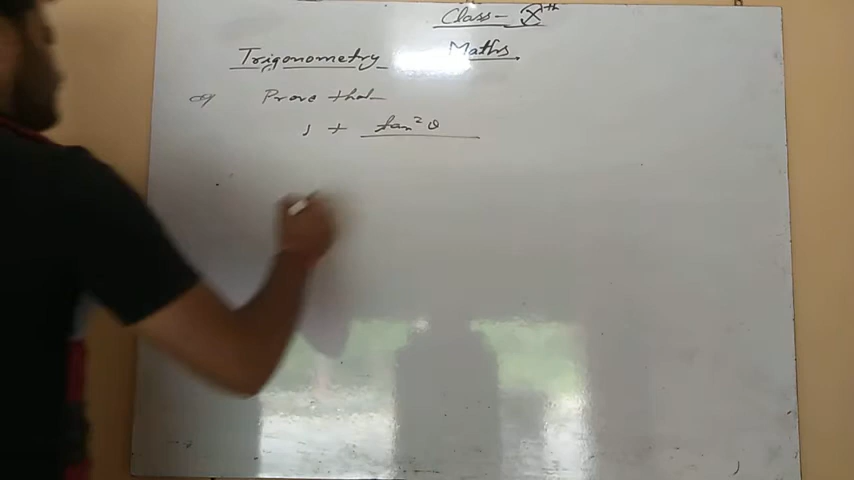 Class- Xth
Trigonometry Maths.
Prove that-
1 + tan² θ